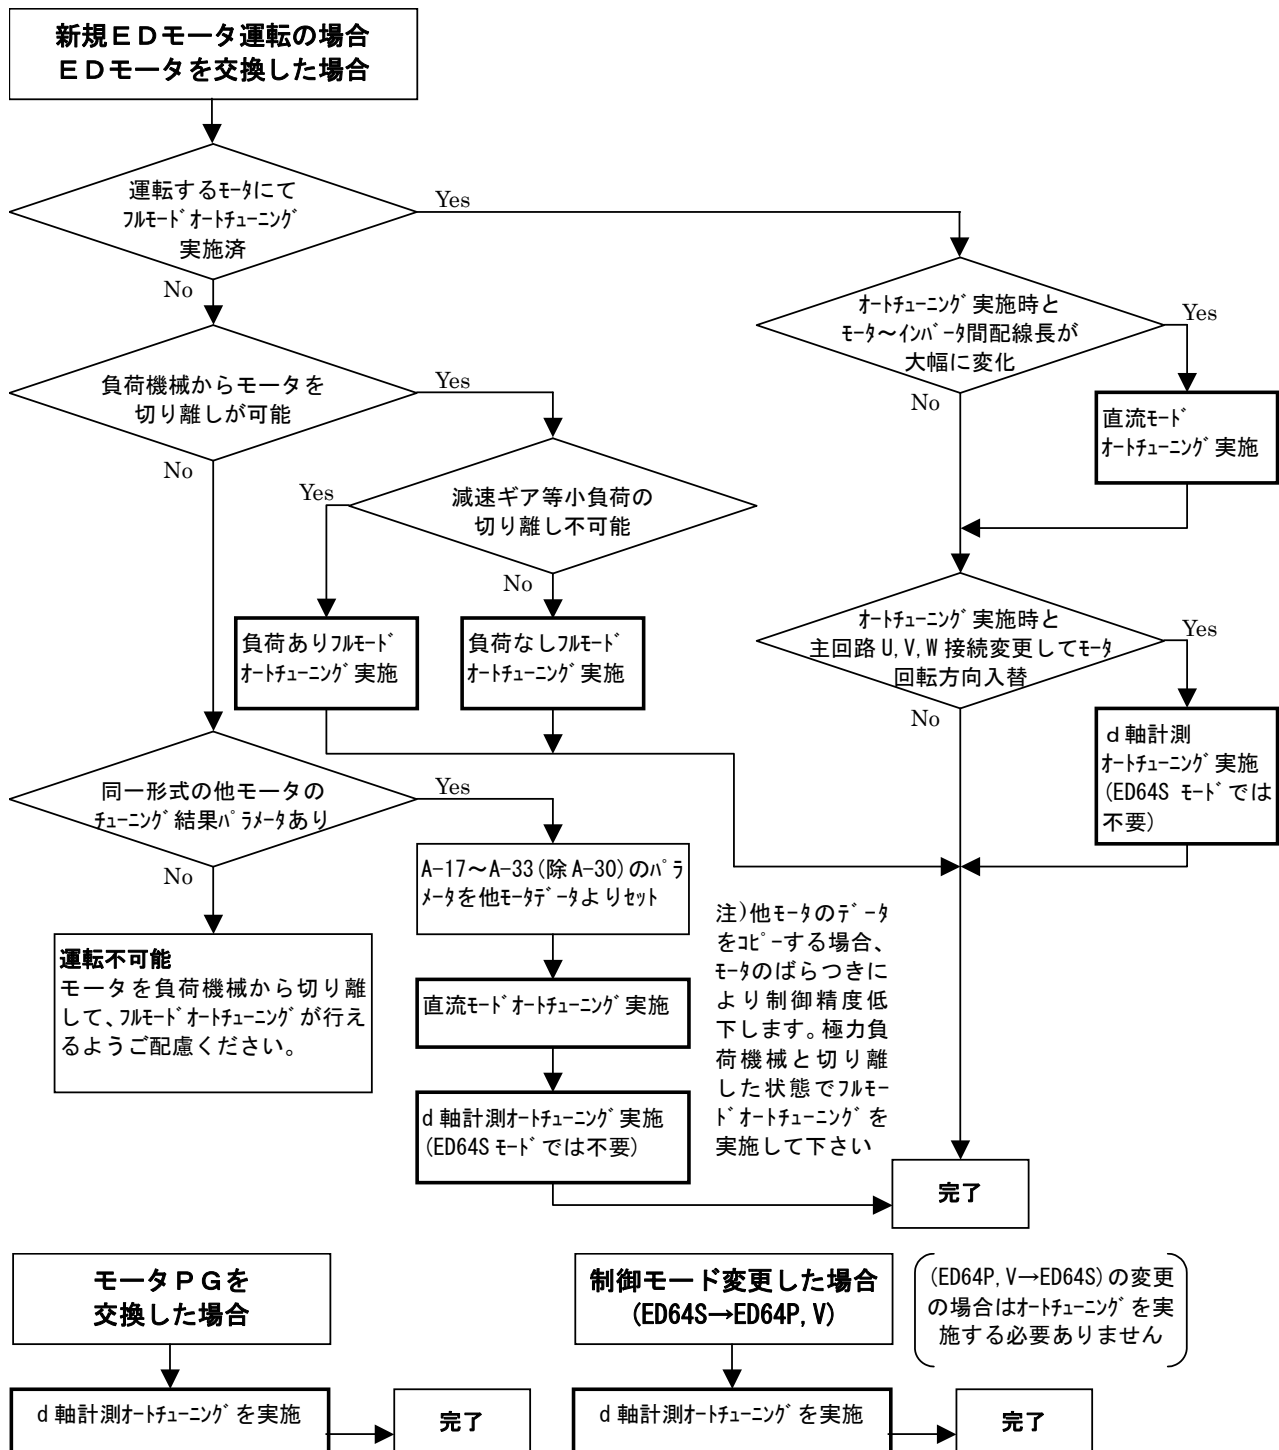 新規ＥＤモータ運転の場合
ＥＤモータを交換した場合
運転するﾓｰﾀにて
ﾌﾙﾓｰﾄﾞｵｰﾄﾁｭｰﾆﾝｸﾞ
実施済
Yes
No
負荷機械からモータを
切り離しが可能
Yes
No
減速ギア等小負荷の
切り離し不可能
Yes
No
負荷ありﾌﾙﾓｰﾄﾞ
ｵｰﾄﾁｭｰﾆﾝｸﾞ実施
負荷なしﾌﾙﾓｰﾄﾞ
ｵｰﾄﾁｭｰﾆﾝｸﾞ実施
同一形式の他モータの
ﾁｭｰﾆﾝｸﾞ結果ﾊﾟﾗﾒｰﾀあり
Yes
No
運転不可能
モータを負荷機械から切り離
して、ﾌﾙﾓｰﾄﾞｵｰﾄﾁｭｰﾆﾝｸﾞが行え
るようご配慮ください。
A-17～A-33(除A-30)のﾊﾟﾗ
ﾒｰﾀを他ﾓｰﾀﾃﾞｰﾀよりｾｯﾄ
直流ﾓｰﾄﾞｵｰﾄﾁｭｰﾆﾝｸﾞ実施
d軸計測ｵｰﾄﾁｭｰﾆﾝｸﾞ実施
(ED64Sﾓｰﾄﾞでは不要)
ｵｰﾄﾁｭｰﾆﾝｸﾞ実施時と
ﾓｰﾀ～ｲﾝﾊﾞｰﾀ間配線長が
大幅に変化
Yes
No
直流ﾓｰﾄﾞ
ｵｰﾄﾁｭｰﾆﾝｸﾞ実施
ｵｰﾄﾁｭｰﾆﾝｸﾞ実施時と
主回路U,V,W接続変更してﾓｰﾀ
回転方向入替
Yes
No
d軸計測
ｵｰﾄﾁｭｰﾆﾝｸﾞ実施
(ED64S ﾓｰﾄﾞでは
不要)
注)他ﾓｰﾀのﾃﾞｰﾀ
をｺﾋﾟｰする場合、
ﾓｰﾀのばらつきに
より制御精度低
下します。極力負
荷機械と切り離
した状態でﾌﾙﾓｰ
ﾄﾞｵｰﾄﾁｭｰﾆﾝｸﾞを
実施して下さい
完了
モータＰＧを
交換した場合
d軸計測ｵｰﾄﾁｭｰﾆﾝｸﾞを実施
完了
制御モード変更した場合
(ED64S→ED64P,V)
(ED64P,V→ED64S)の変更
の場合はｵｰﾄﾁｭｰﾆﾝｸﾞを実
施する必要ありません
d軸計測ｵｰﾄﾁｭｰﾆﾝｸﾞを実施
完了